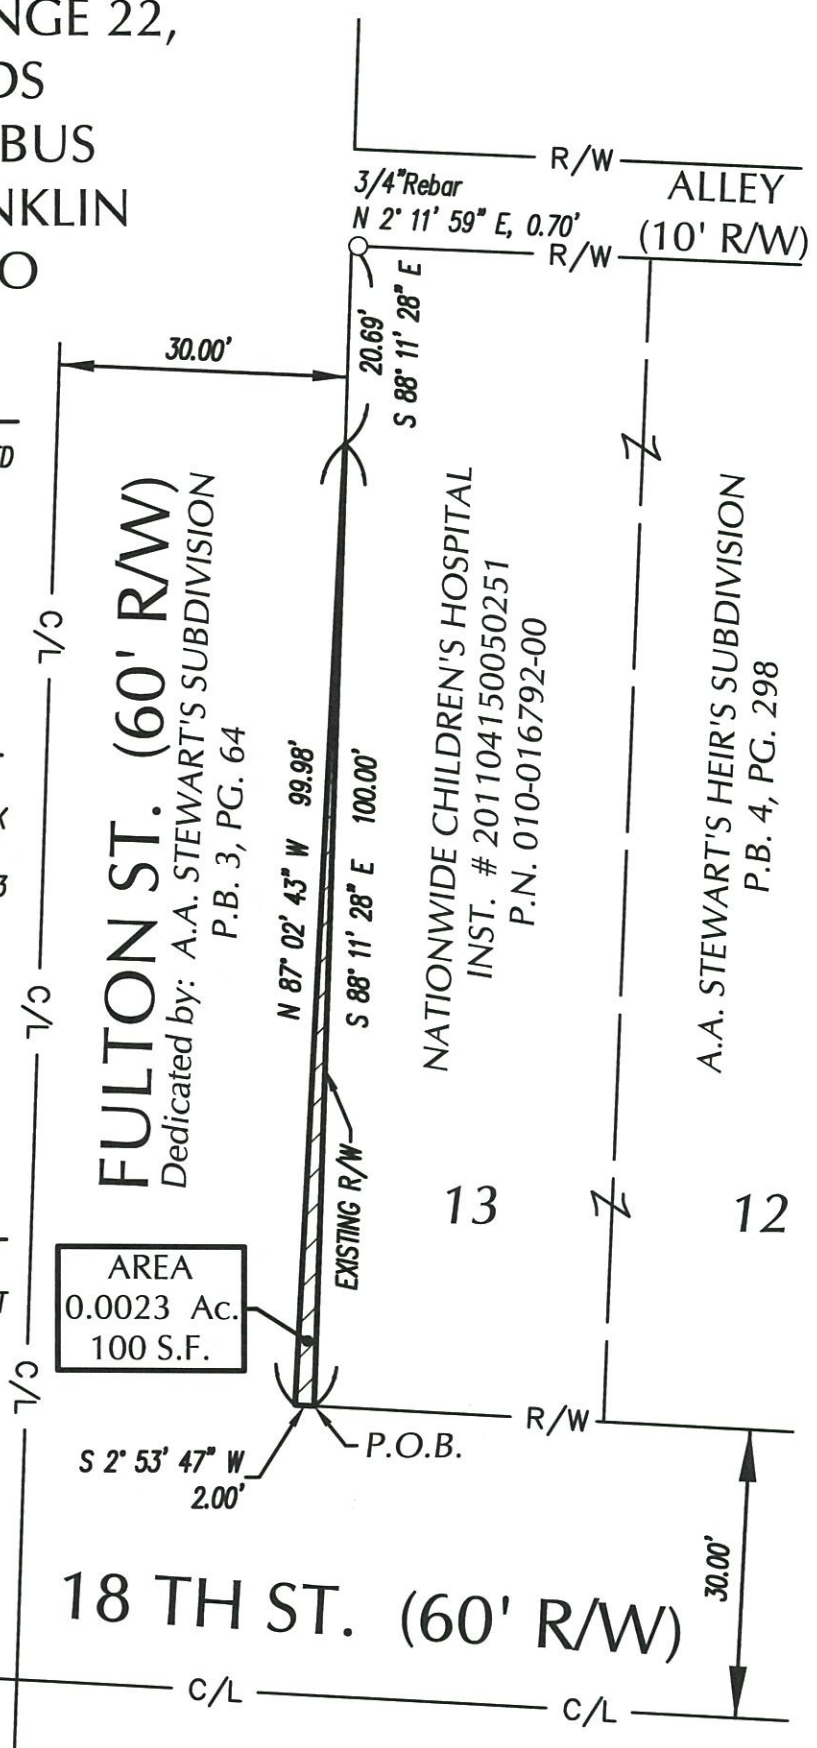 NGE 22,
DS
BUS
NKLIN
O
R/W
ALLEY
(10' R/W)
3/4"Rebar
N 2° 11' 59" E, 0.70'
R/W
20.69'
S 88° 11' 28" E
30.00'
C/L
FULTON ST. (60' R/W)
Dedicated by: A.A. STEWART'S SUBDIVISION
P.B. 3, PG. 64
N 87° 02' 43" W 99.98'
S 88° 11' 28" E 100.00'
NATIONWIDE CHILDREN'S HOSPITAL
INST. # 201104150050251
P.N. 010-016792-00
A.A. STEWART'S HEIR'S SUBDIVISION
P.B. 4, PG. 298
C/L
EXISTING R/W
13
12
AREA
0.0023 Ac.
100 S.F.
C/L
R/W
P.O.B.
S 2° 53' 47" W
2.00'
30.00'
18 TH ST. (60' R/W)
C/L
C/L